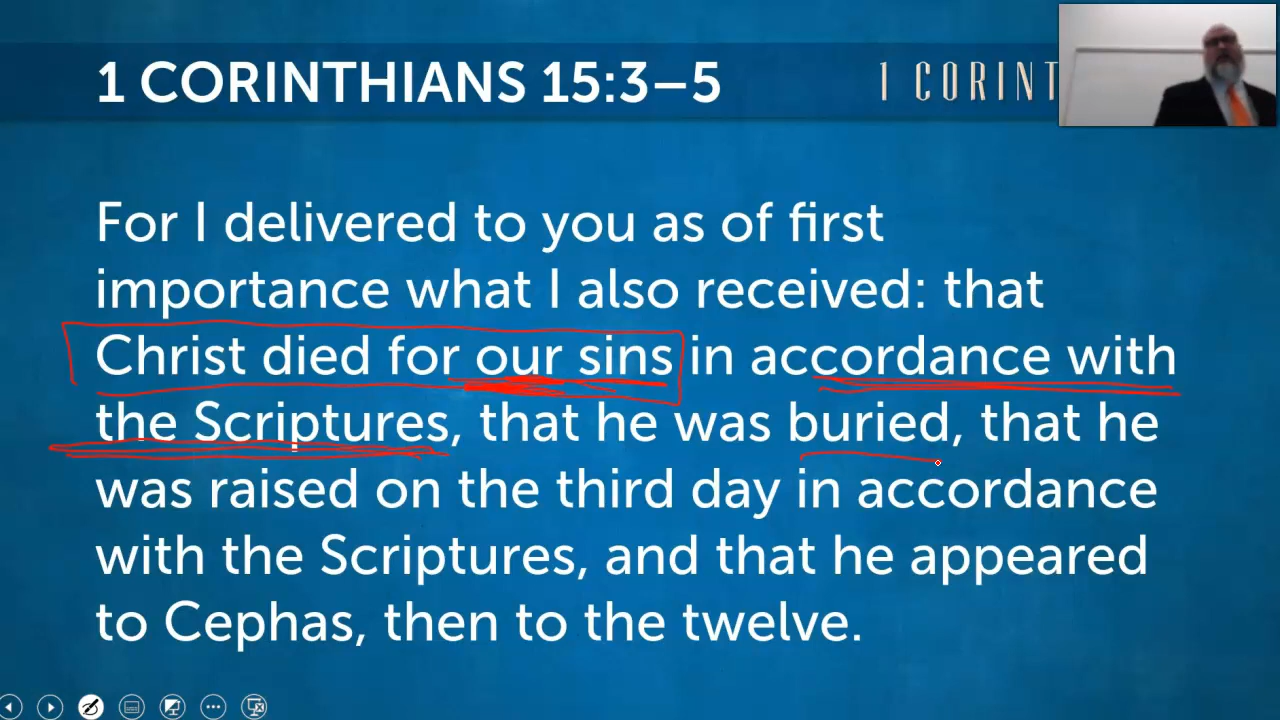 1 CORINTHIANS 15:3–5
1 CORINT
For I delivered to you as of first
importance what I also received: that
Christ died for our sins in accordance with
the Scriptures, that he was buried, that he
was raised on the third day in accordance
with the Scriptures, and that he appeared
to Cephas, then to the twelve.